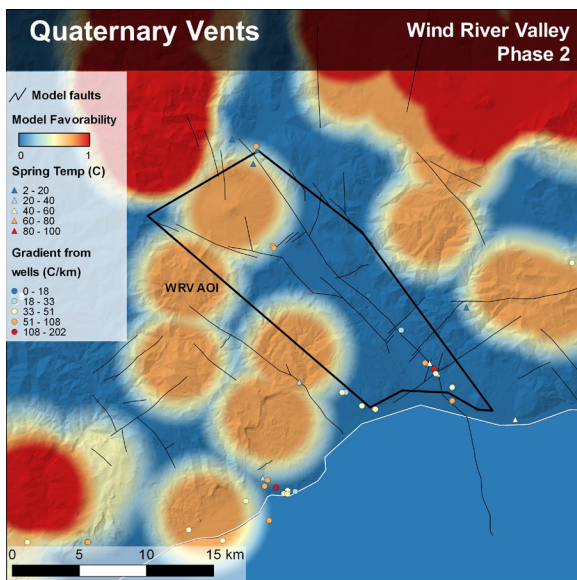 Quaternary Vents
Wind River Valley
Phase 2
Model faults
Model Favorability
0 1
Spring Temp (C)
2 - 20
20 - 40
40 - 60
60 - 80
80 - 100
Gradient from
wells (C/km)
0 - 18
18 - 33
33 - 51
51 - 108
108 - 202
WRV AOI
0 5 10 15 km